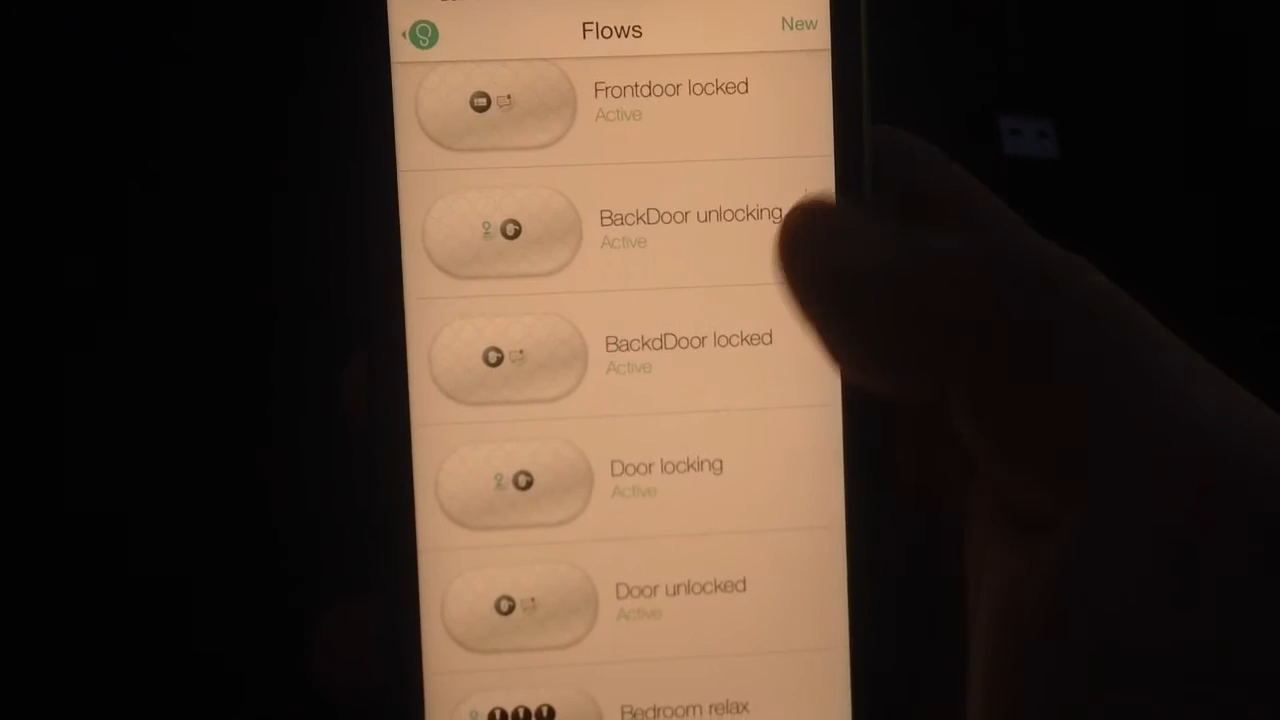 Flows
New
Frontdoor locked
Active
BackDoor unlocking
Active
BackdDoor locked
Active
Door locking
Active
Door unlocked
Active
Bedroom relax